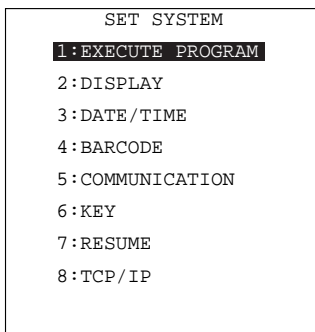 SET SYSTEM
1:EXECUTE PROGRAM
2:DISPLAY
3:DATE/TIME
4:BARCODE
5:COMMUNICATION
6:KEY
7:RESUME
8:TCP/IP